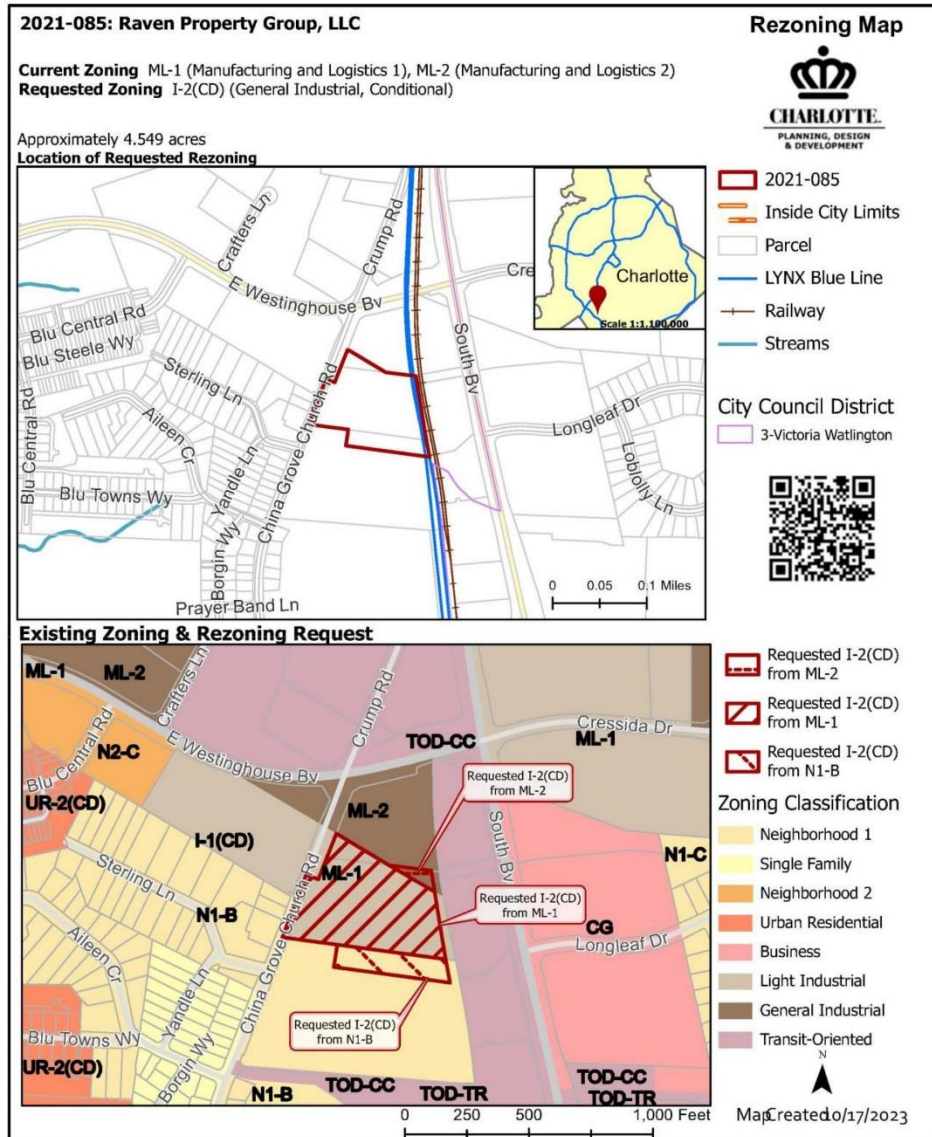 2021-085: Raven Property Group, LLC
Current Zoning ML-1 (Manufacturing and Logistics 1), ML-2 (Manufacturing and Logistics 2)
Requested Zoning I-2(CD) (General Industrial, Conditional)
Approximately 4.549 acres
Location of Requested Rezoning
Crafters Ln
Crump Rd
E Westinghouse Bv
Cre
Blu Central Rd
Blu Steele Wy
Sterling Ln
South Bv
Aileen Cr
Blu Central Rd
China Grove Church Rd
Longleaf Dr
Loblolly Ln
Yandle Ln
Blu Towns Wy
Borgin Wy
Prayer Band Ln
Charlotte
Scale 1:1,100,000
0 0.05 0.1 Miles
Rezoning Map
CHARLOTTE.
PLANNING, DESIGN
& DEVELOPMENT
2021-085
Inside City Limits
Parcel
LYNX Blue Line
Railway
Streams
City Council District
3-Victoria Watlington
Existing Zoning & Rezoning Request
ML-1
ML-2
Crafters Ln
Crump Rd
TOD-CC
Cressida Dr
ML-1
Blu Central Rd
N2-C
E Westinghouse Bv
Requested I-2(CD)
from ML-2
UR-2(CD)
ML-2
South Bv
I-1(CD)
N1-C
ML-1
Sterling Ln
N1-B
Requested I-2(CD)
from ML-1
China Grove Church Rd
CG
Longleaf Dr
Aileen Cr
Yandle Ln
Requested I-2(CD)
from N1-B
Blu Towns Wy
Borgin Wy
UR-2(CD)
N1-B
TOD-CC
TOD-TR
TOD-CC
TOD-TR
0 250 500 1,000 Feet
Requested I-2(CD)
from ML-2
Requested I-2(CD)
from ML-1
Requested I-2(CD)
from N1-B
Zoning Classification
Neighborhood 1
Single Family
Neighborhood 2
Urban Residential
Business
Light Industrial
General Industrial
Transit-Oriented
N
Map Created 10/17/2023